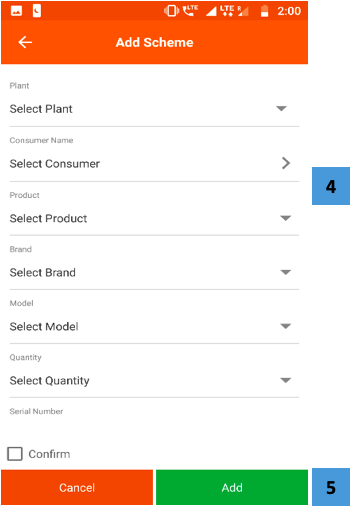 LTE LTE R 2:00
Add Scheme
Plant
Select Plant
Consumer Name
Select Consumer
4
Product
Select Product
Brand
Select Brand
Model
Select Model
Quantity
Select Quantity
Serial Number
Confirm
Cancel Add 5